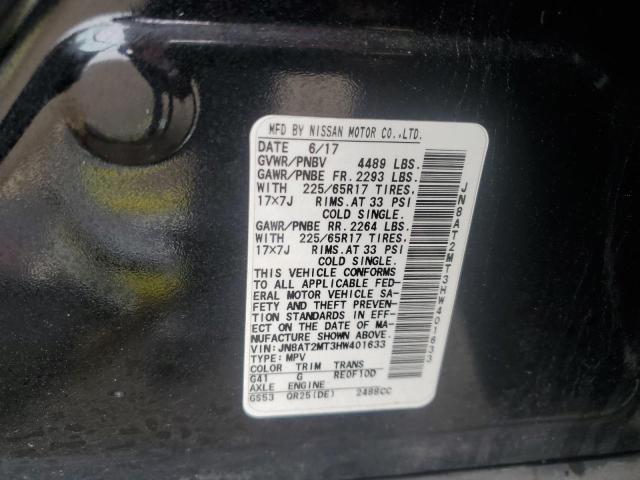 MFD BY NISSAN MOTOR CO.,LTD.
DATE 6/17
GVWR/PNBV 4489 LBS.
GAWR/PNBE FR. 2293 LBS.
WITH 225/65R17 TIRES.
17×7J RIMS.AT 33 PSI
COLD SINGLE.
GAWR/PNBE RR. 2264 LBS.
WITH 225/65R17 TIRES.
17×7J RIMS.AT 33 PSI
COLD SINGLE.
THIS VEHICLE CONFORMS
TO ALL APPLICABLE FED-
ERAL MOTOR VEHICLE SA-
FETY AND THEFT PREVEN-
TION STANDARDS IN EFF-
ECT ON THE DATE OF MA-
NUFACTURE SHOWN ABOVE.
VIN:JN8AT2MT3HW401633
TYPE:MPV
COLOR TRIM TRANS
G41 G RE0F10D
AXLE ENGINE
GS53 QR25(DE) 2488CC
JN8AT2MT3HW401633